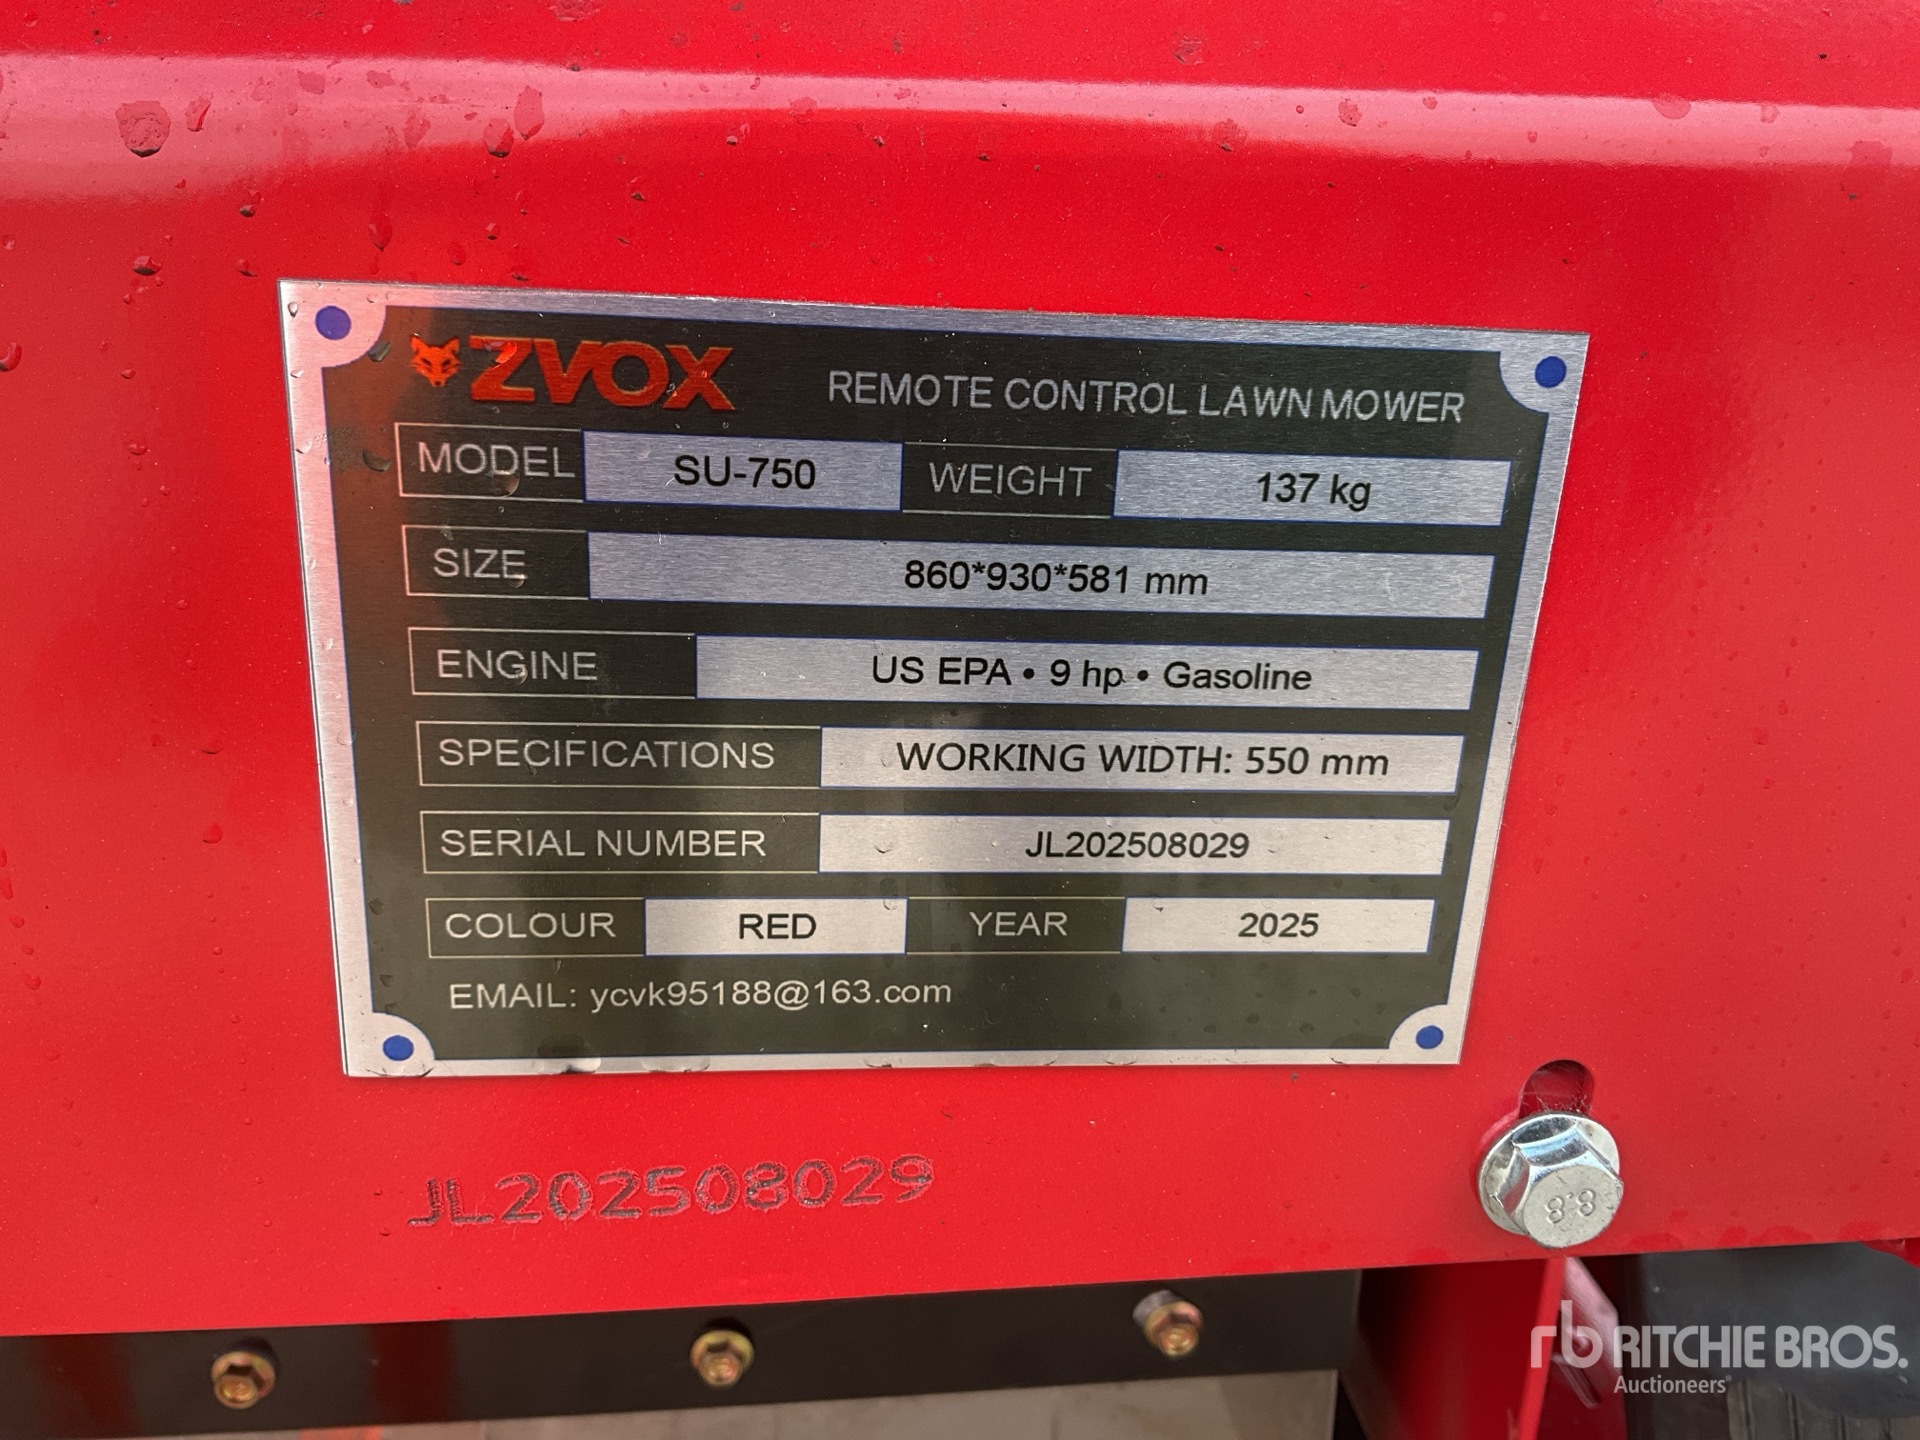 ZVOX REMOTE CONTROL LAWN MOWER
MODEL SU-750 WEIGHT 137 kg
SIZE 860*930*581 mm
ENGINE US EPA • 9 hp • Gasoline
SPECIFICATIONS WORKING WIDTH: 550 mm
SERIAL NUMBER JL202508029
COLOUR RED YEAR 2025
EMAIL: ycvk95188@163.com
JL202508029
8.8
rb RITCHIE BROS.
Auctioneers